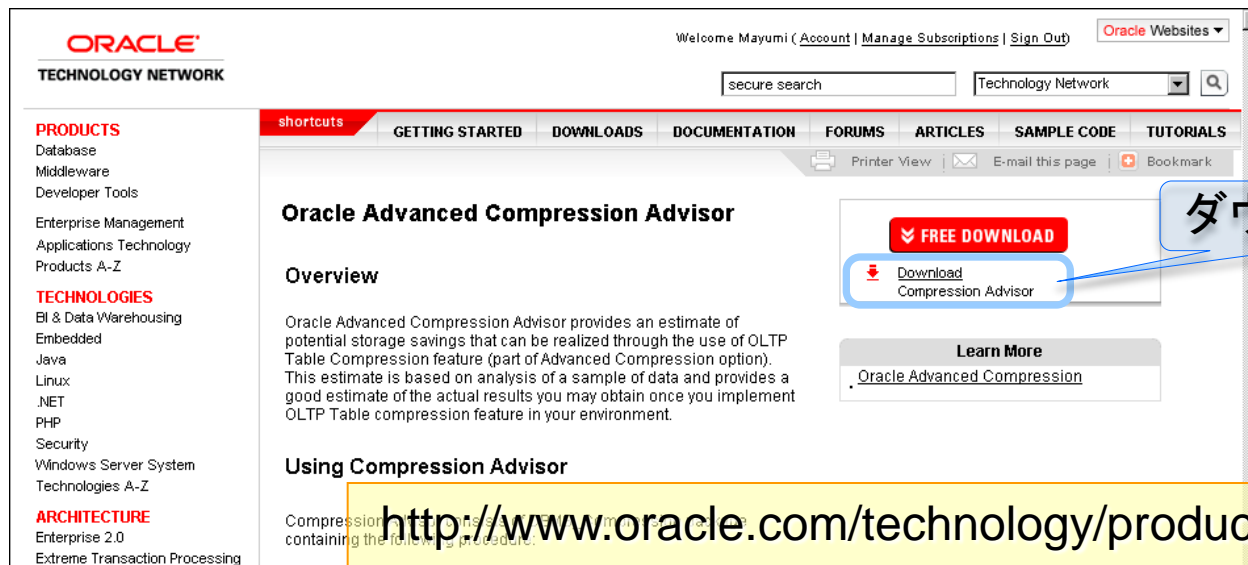 ORACLE
TECHNOLOGY NETWORK
Welcome Mayumi ( Account | Manage Subscriptions | Sign Out)
Oracle Websites
secure search
Technology Network
shortcuts
GETTING STARTED DOWNLOADS DOCUMENTATION FORUMS ARTICLES SAMPLE CODE TUTORIALS
Printer View | E-mail this page | Bookmark
PRODUCTS
Database
Middleware
Developer Tools
Enterprise Management
Applications Technology
Products A-Z
TECHNOLOGIES
BI & Data Warehousing
Embedded
Java
Linux
.NET
PHP
Security
Windows Server System
Technologies A-Z
ARCHITECTURE
Enterprise 2.0
Extreme Transaction Processing
Oracle Advanced Compression Advisor
Overview
Oracle Advanced Compression Advisor provides an estimate of
potential storage savings that can be realized through the use of OLTP
Table Compression feature (part of Advanced Compression option).
This estimate is based on analysis of a sample of data and provides a
good estimate of the actual results you may obtain once you implement
OLTP Table compression feature in your environment.
Using Compression Advisor
Compression
containing the following procedure:
FREE DOWNLOAD
Download
Compression Advisor
ダウ
Learn More
Oracle Advanced Compression
http://www.oracle.com/technology/produc